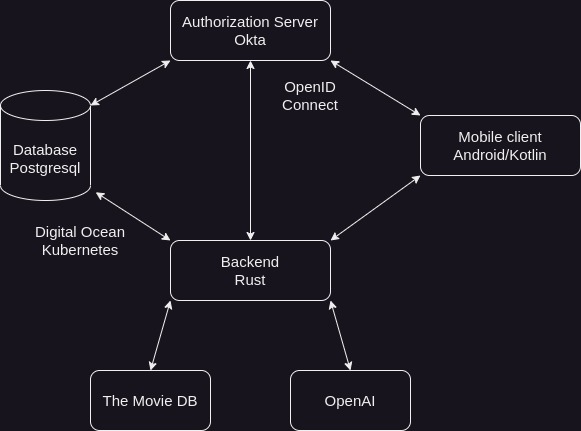 Authorization Server
Okta
OpenID
Connect
Mobile client
Android/Kotlin
Database
Postgresql
Digital Ocean
Kubernetes
Backend
Rust
The Movie DB
OpenAI